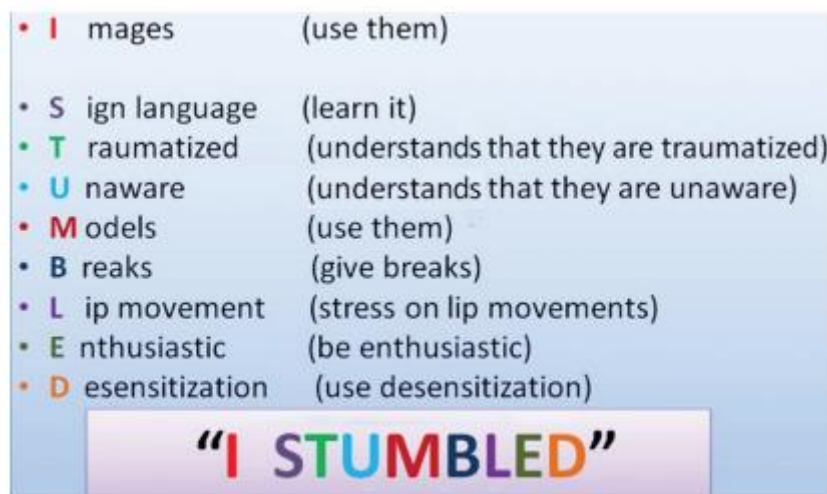 • I mages (use them)
• S ign language (learn it)
• T raumatized (understands that they are traumatized)
• U naware (understands that they are unaware)
• M odels (use them)
• B reaks (give breaks)
• L ip movement (stress on lip movements)
• E nthusiastic (be enthusiastic)
• D esensitization (use desensitization)
“I STUMBLED”